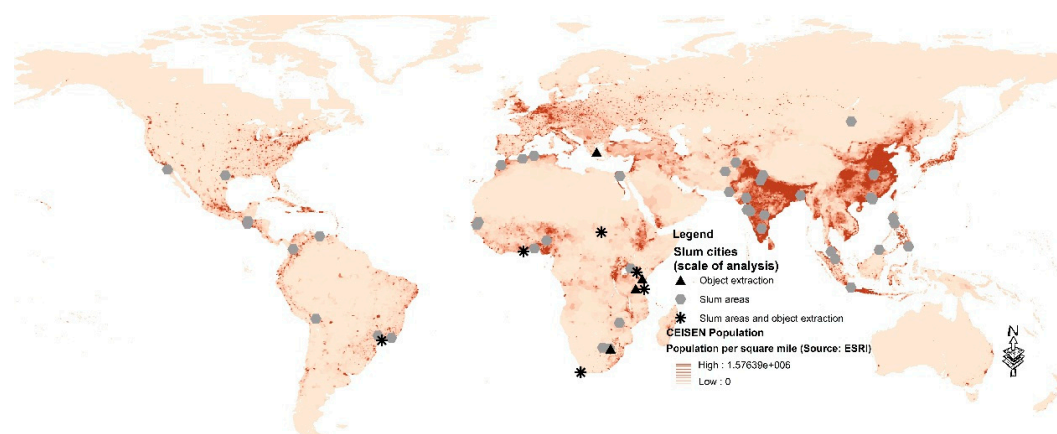 Legend
Slum cities
(scale of analysis)
Object extraction
Slum areas
Slum areas and object extraction
CEISEN Population
Population per square mile (Source: ESRI)
High : 1.57639e+006
Low : 0
N